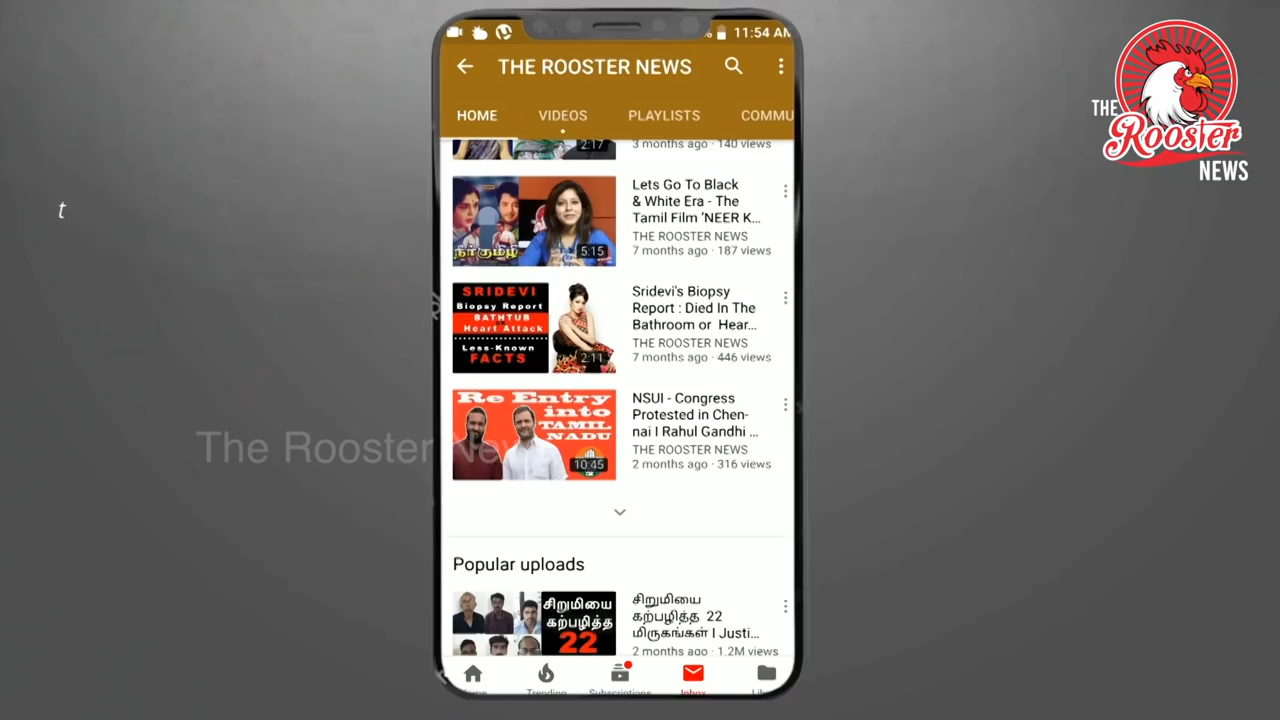 11:54 AM
THE ROOSTER NEWS
HOME VIDEOS PLAYLISTS COMMU
2:17
3 months ago · 140 views
Lets Go To Black
& White Era - The
Tamil Film 'NEER K...
THE ROOSTER NEWS
7 months ago · 187 views
நீர்குமிழி
5:15
SRIDEVI
Biopsy Report
BATHTUB
Heart Attack
Less-Known
FACTS
2:11
Sridevi's Biopsy
Report : Died In The
Bathroom or Hear...
THE ROOSTER NEWS
7 months ago · 446 views
Re Entry
into
TAMIL
NADU
10:45
NSUI - Congress
Protested in Chen-
nai I Rahul Gandhi ...
THE ROOSTER NEWS
2 months ago · 316 views
Popular uploads
சிறுமியை
கற்பழித்த
22
சிறுமியை
கற்பழித்த 22
மிருகங்கள் I Justi...
2 months ago · 1.2M views
Home Trending Subscriptions Inbox
THE
Rooster
NEWS
t
The Rooster New